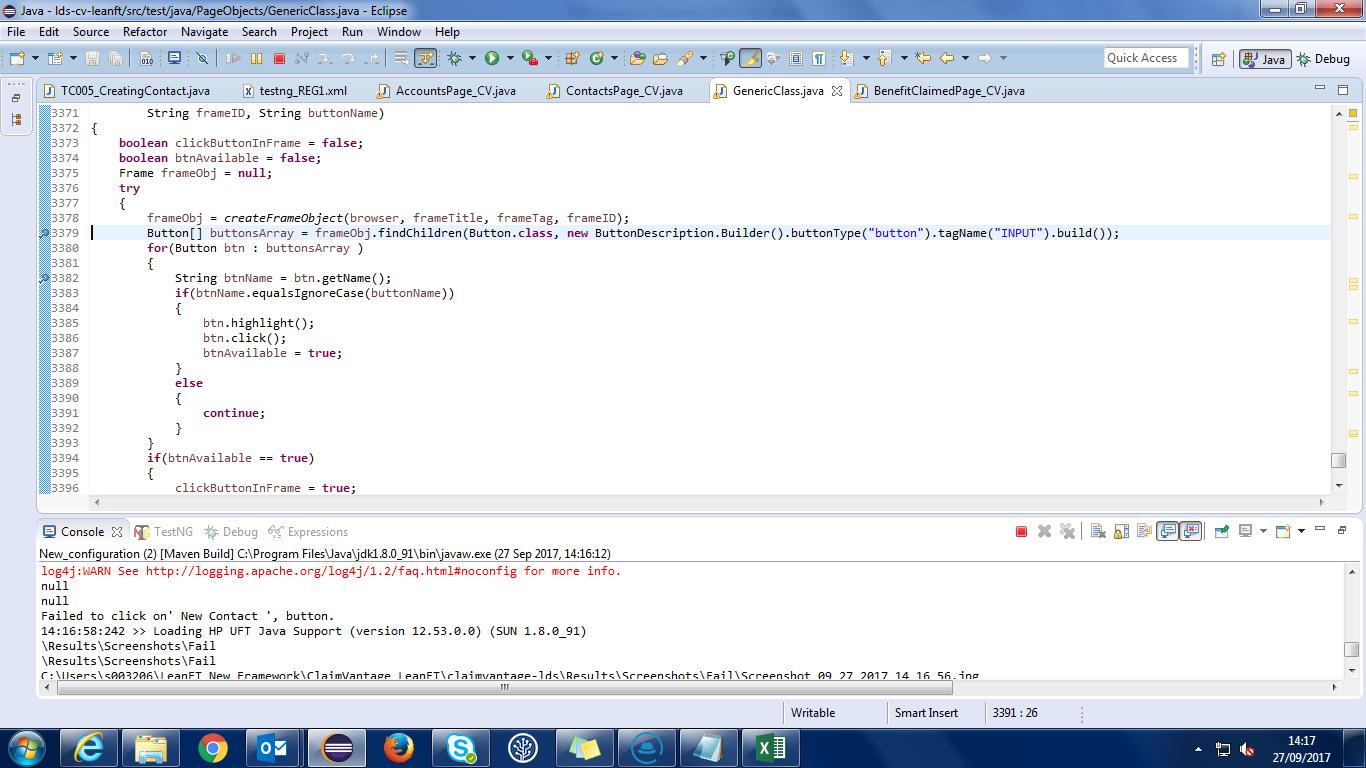 Java - lds-cv-leanft/src/test/java/PageObjects/GenericClass.java - Eclipse
File Edit Source Refactor Navigate Search Project Run Window Help
Quick Access Java Debug
TC005_CreatingContact.java testng_REG1.xml AccountsPage_CV.java ContactsPage_CV.java GenericClass.java BenefitClaimedPage_CV.java
3371 String frameID, String buttonName)
3372 {
3373 boolean clickButtonInFrame = false;
3374 boolean btnAvailable = false;
3375 Frame frameObj = null;
3376 try
3377 {
3378 frameObj = createFrameObject(browser, frameTitle, frameTag, frameID);
3379 Button[] buttonsArray = frameObj.findChildren(Button.class, new ButtonDescription.Builder().buttonType("button").tagName("INPUT").build());
3380 for(Button btn : buttonsArray )
3381 {
3382 String btnName = btn.getName();
3383 if(btnName.equalsIgnoreCase(buttonName))
3384 {
3385 btn.highlight();
3386 btn.click();
3387 btnAvailable = true;
3388 }
3389 else
3390 {
3391 continue;
3392 }
3393 }
3394 if(btnAvailable == true)
3395 {
3396 clickButtonInFrame = true;
Console TestNG Debug Expressions
New_configuration (2) [Maven Build] C:\Program Files\Java\jdk1.8.0_91\bin\javaw.exe (27 Sep 2017, 14:16:12)
log4j:WARN See http://logging.apache.org/log4j/1.2/faq.html#noconfig for more info.
null
null
Failed to click on' New Contact ', button.
14:16:58:242 >> Loading HP UFT Java Support (version 12.53.0.0) (SUN 1.8.0_91)
\Results\Screenshots\Fail
\Results\Screenshots\Fail
C:\Users\s003206\LeanFT New Framework\ClaimVantage LeanFT\claimvantage-lds\Results\Screenshots\Fail\Screenshot 09 27 2017 14 16 56.jpg
Writable Smart Insert 3391 : 26
14:17
27/09/2017